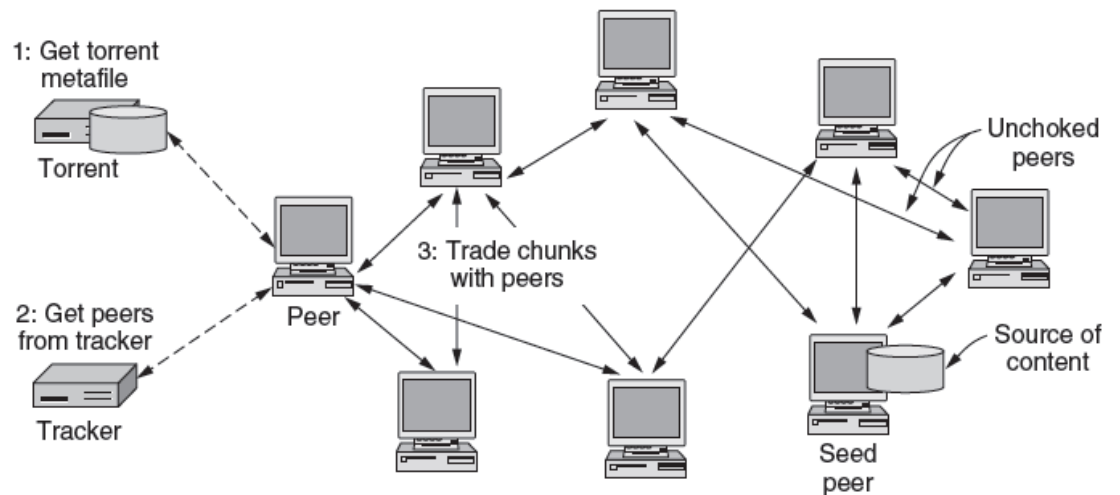 1: Get torrent
metafile
Torrent
2: Get peers
from tracker
Tracker
Peer
3: Trade chunks
with peers
Unchoked
peers
Source of
content
Seed
peer